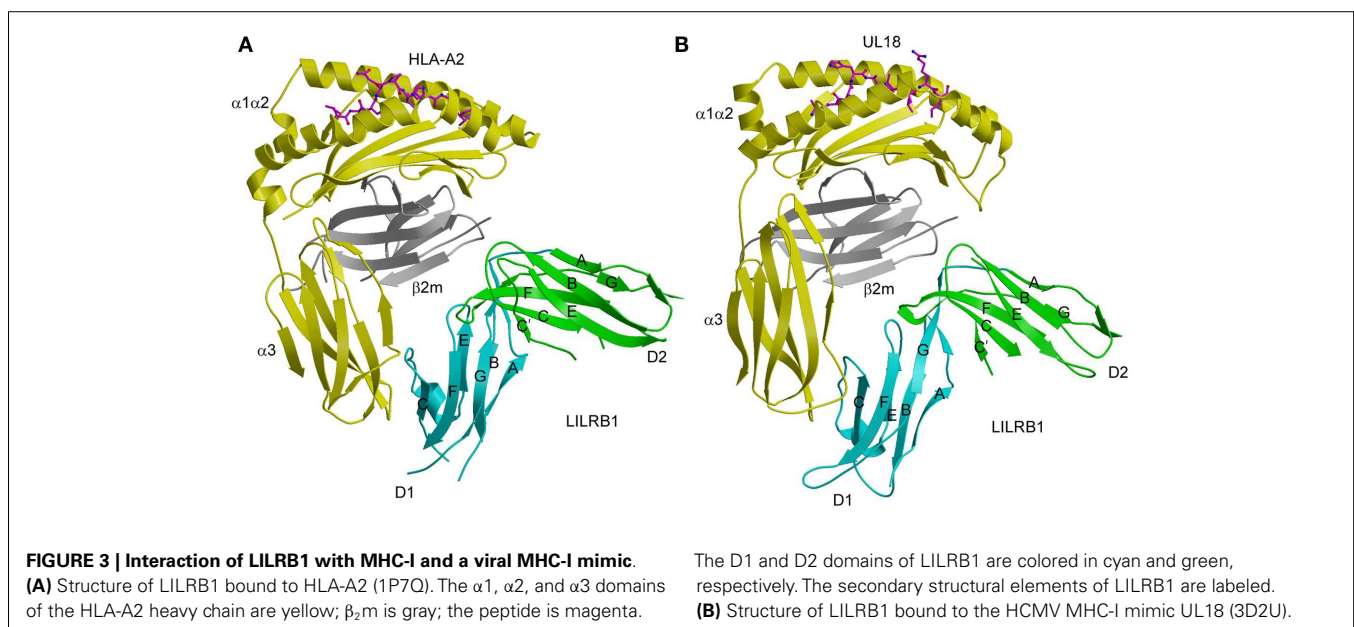 A
HLA-A2
α1α2
β2m
α3
A
B
G
F
E
C
C'
D2
E
B
A
G
F
C
LILRB1
D1
B
UL18
α1α2
β2m
α3
A
B
F
E
G
C
C'
D2
G
C
F
E
B
A
LILRB1
D1
FIGURE 3 | Interaction of LILRB1 with MHC-I and a viral MHC-I mimic.
(A) Structure of LILRB1 bound to HLA-A2 (1P7Q). The α1, α2, and α3 domains
of the HLA-A2 heavy chain are yellow; β₂m is gray; the peptide is magenta.
The D1 and D2 domains of LILRB1 are colored in cyan and green,
respectively. The secondary structural elements of LILRB1 are labeled.
(B) Structure of LILRB1 bound to the HCMV MHC-I mimic UL18 (3D2U).